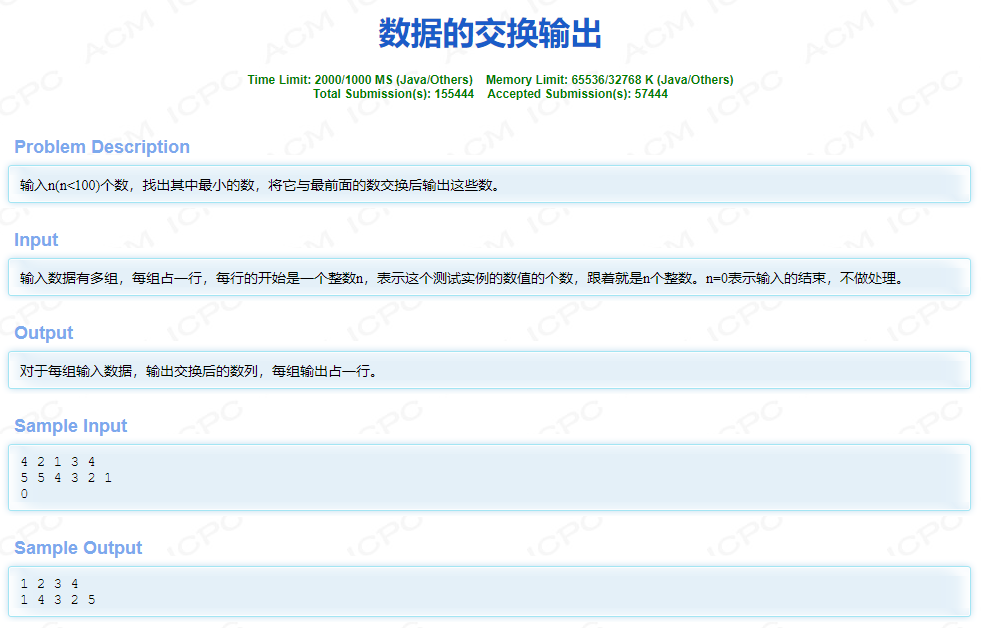 数据的交换输出
Time Limit: 2000/1000 MS (Java/Others) Memory Limit: 65536/32768 K (Java/Others)
Total Submission(s): 155444 Accepted Submission(s): 57444
Problem Description
输入n(n<100)个数，找出其中最小的数，将它与最前面的数交换后输出这些数。
Input
输入数据有多组，每组占一行，每行的开始是一个整数n，表示这个测试实例的数值的个数，跟着就是n个整数。n=0表示输入的结束，不做处理。
Output
对于每组输入数据，输出交换后的数列，每组输出占一行。
Sample Input
4 2 1 3 4
5 5 4 3 2 1
0
Sample Output
1 2 3 4
1 4 3 2 5